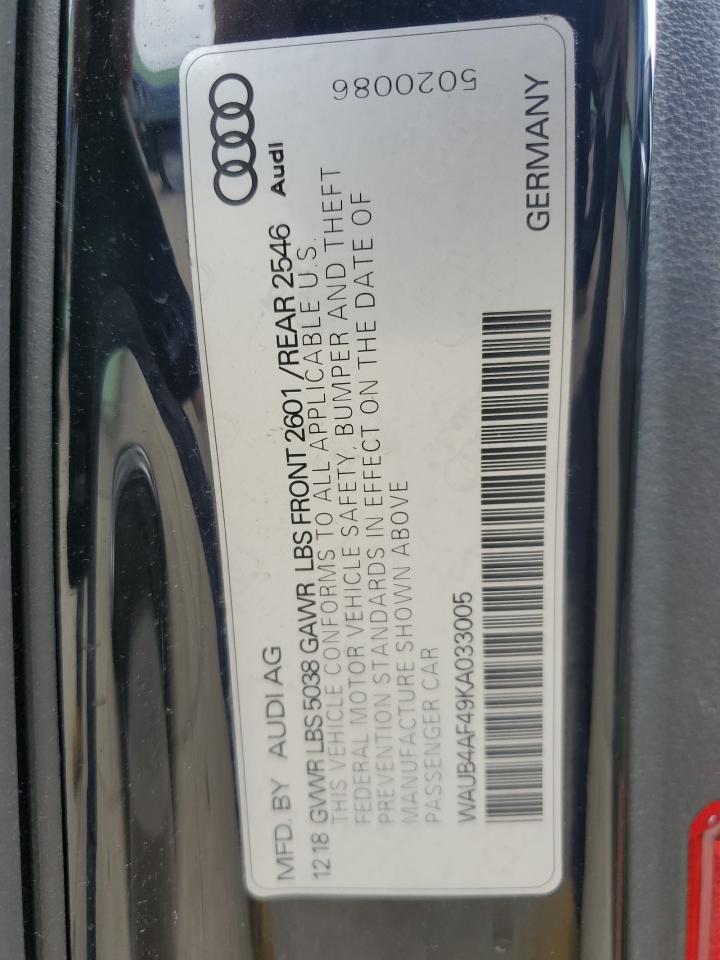 MFD. BY AUDI AG
Audi
12 18 GVWR LBS 5038 GAWR LBS FRONT 2601 / REAR 2546
THIS VEHICLE CONFORMS TO ALL APPLICABLE U.S.
FEDERAL MOTOR VEHICLE SAFETY, BUMPER AND THEFT
PREVENTION STANDARDS IN EFFECT ON THE DATE OF
MANUFACTURE SHOWN ABOVE
PASSENGER CAR
5020086
WAUB4AF49KA033005
GERMANY